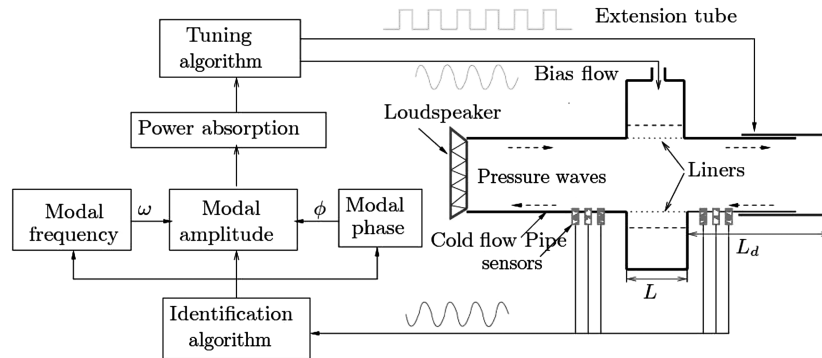 Tuning
algorithm
Extension tube
Bias flow
Loudspeaker
Power absorption
Pressure waves
Liners
Modal
frequency
ω
Modal
amplitude
ϕ
Modal
phase
Cold flow Pipe
sensors
L
L_d
Identification
algorithm